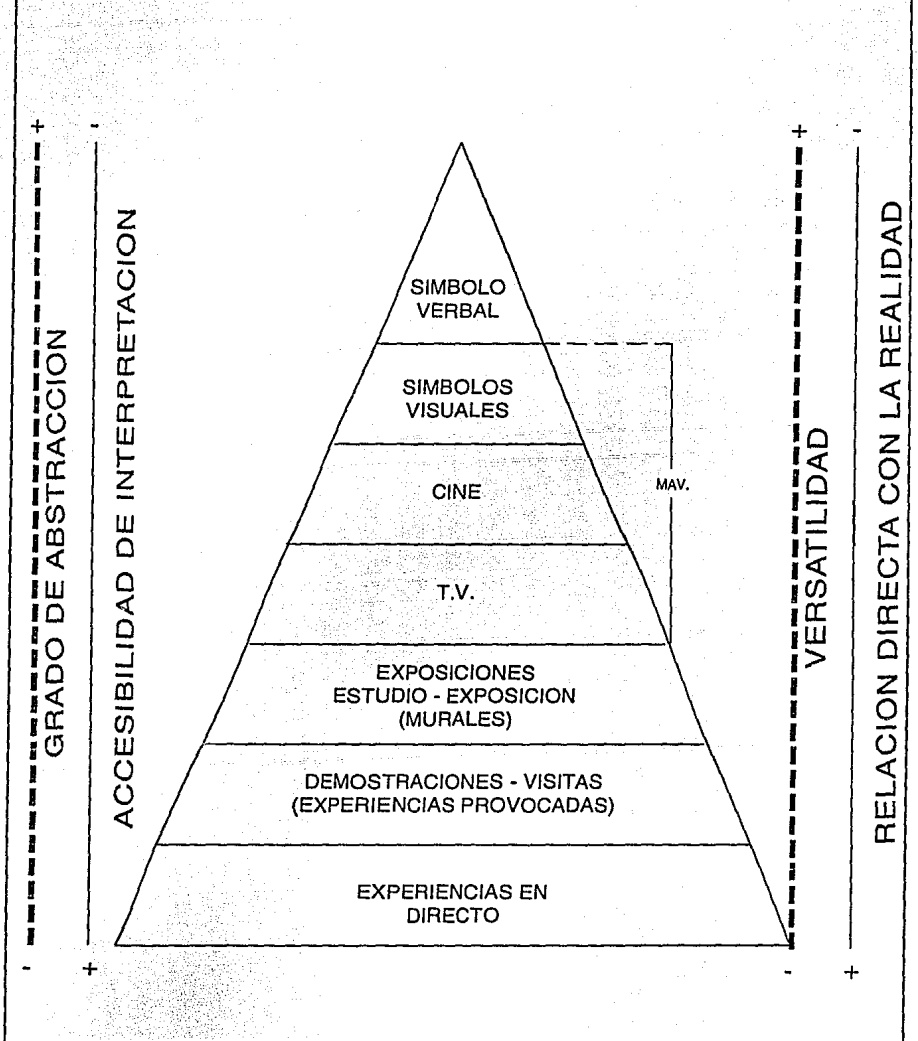 + -
+ -
GRADO DE ABSTRACCION
ACCESIBILIDAD DE INTERPRETACION
SIMBOLO
VERBAL
SIMBOLOS
VISUALES
CINE
MAV.
T.V.
EXPOSICIONES
ESTUDIO - EXPOSICION
(MURALES)
DEMOSTRACIONES - VISITAS
(EXPERIENCIAS PROVOCADAS)
EXPERIENCIAS EN
DIRECTO
VERSATILIDAD
RELACION DIRECTA CON LA REALIDAD
- +
- +